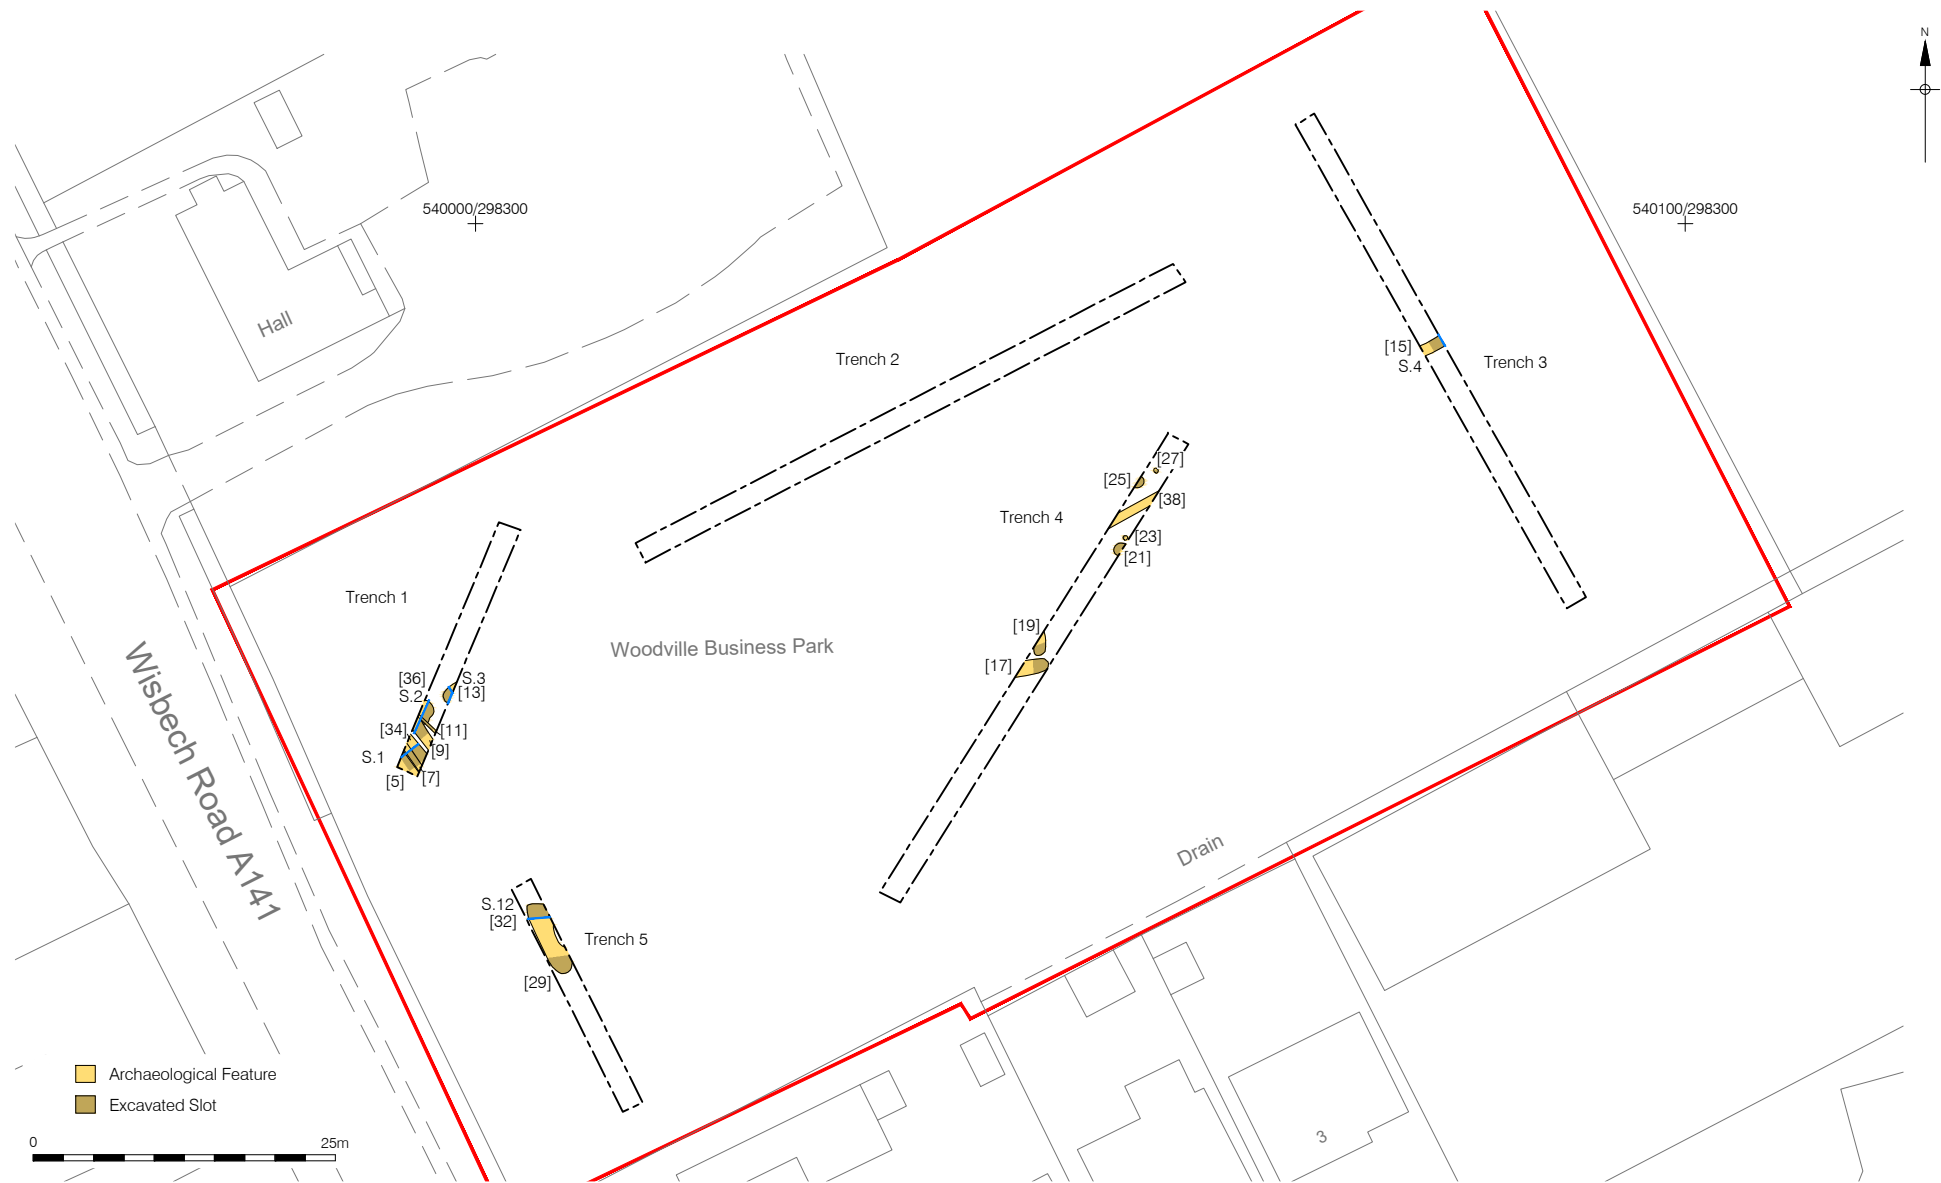 N
540000/298300
540100/298300
Hall
Trench 2
[15]
S.4
Trench 3
[27]
[25]
[38]
Trench 4
[23]
[21]
Trench 1
[19]
Woodville Business Park
[17]
[36]
S.3
S.2
[13]
[34]
[11]
[9]
S.1
[7]
[5]
Wisbech Road A141
Drain
S.12
[32]
Trench 5
[29]
Archaeological Feature
Excavated Slot
3
0
25m